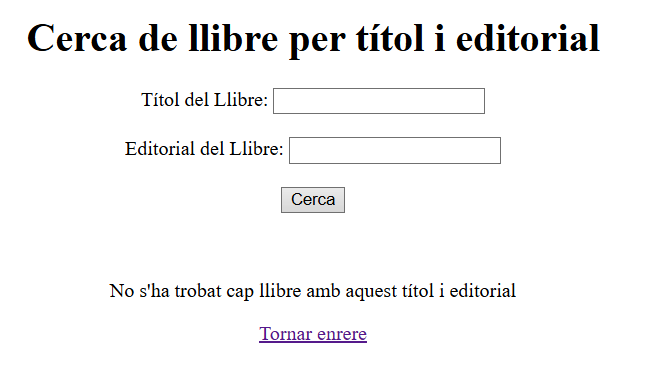 Cerca de llibre per títol i editorial
Títol del Llibre:
Editorial del Llibre:
Cerca
No s'ha trobat cap llibre amb aquest títol i editorial
Tornar enrere